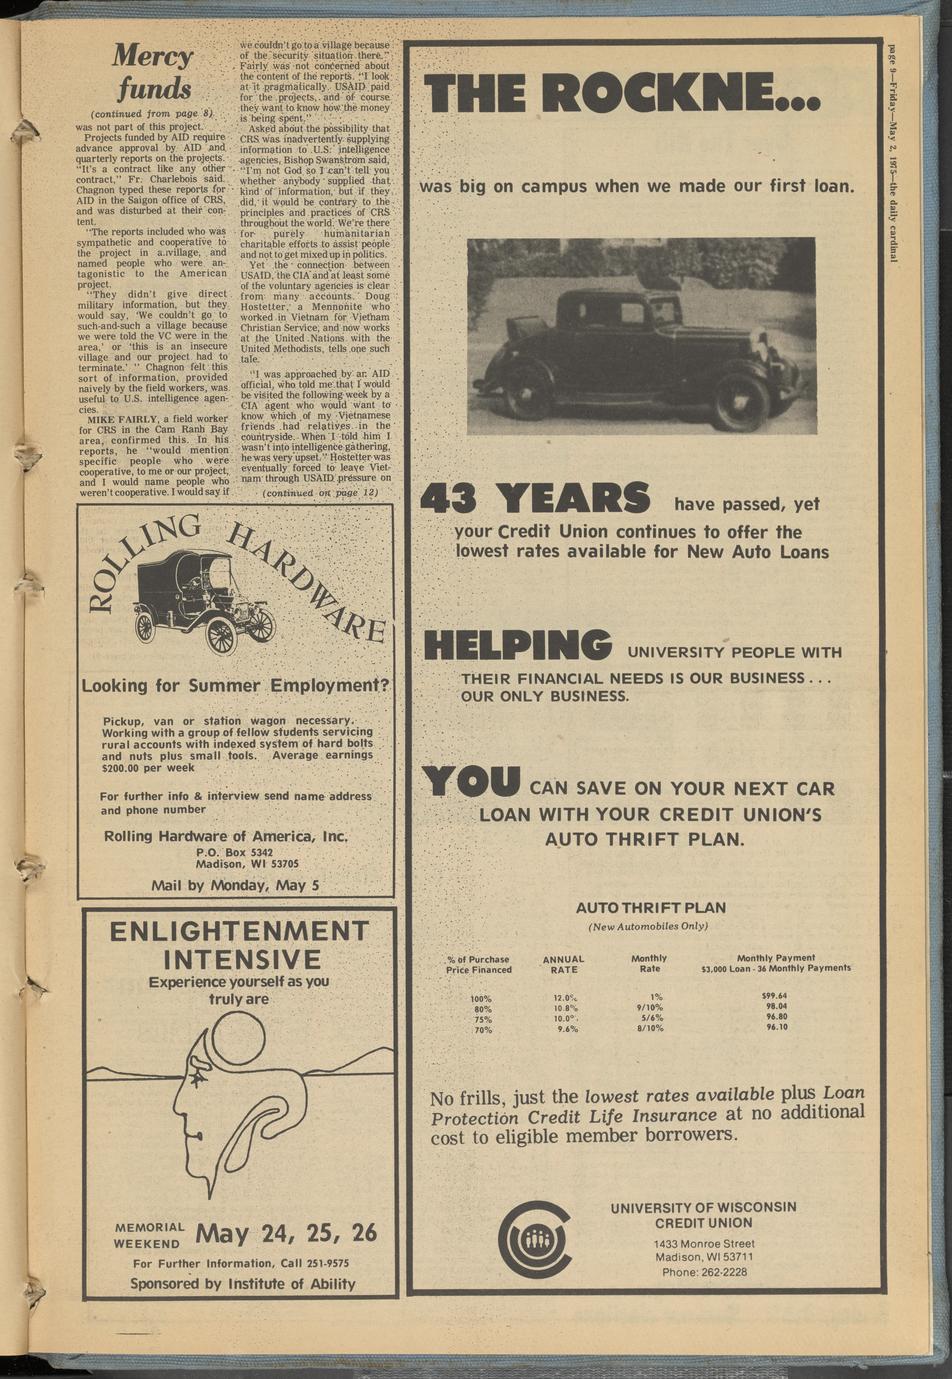 Mercy
funds
(continued from page 8)
was not part of this project.
Projects funded by AID require
advance approval by AID and
quarterly reports on the projects.
"It's a contract like any other
contract," Fr. Charlebois said.
Chagnon typed these reports for
AID in the Saigon office of CRS,
and was disturbed at their con-
tent.
"The reports included who was
sympathetic and cooperative to
the project in a village, and
named people who were an-
tagonistic to the American
project.
"They didn't give direct
military information, but they
would say, 'We couldn't go to
such-and-such a village because
we were told the VC were in the
area,' or 'this is an insecure
village and our project had to
terminate.' " Chagnon felt this
sort of information, provided
naively by the field workers, was
useful to U.S. intelligence agen-
cies.
MIKE FAIRLY, a field worker
for CRS in the Cam Ranh Bay
area, confirmed this. In his
reports, he "would mention
specific people who were
cooperative, to me or our project,
and I would name people who
weren't cooperative. I would say if
we couldn't go to a village because
of the security situation there."
Fairly was not concerned about
the content of the reports. "I look
at it pragmatically. USAID paid
for the projects, and of course
they want to know how the money
is being spent."
Asked about the possibility that
CRS was inadvertently supplying
information to U.S. intelligence
agencies, Bishop Swanstrom said,
"I'm not God so I can't tell you
whether anybody supplied that
kind of information, but if they
did, it would be contrary to the
principles and practices of CRS
throughout the world. We're there
for purely humanitarian
charitable efforts to assist people
and not to get mixed up in politics.
Yet the connection between
USAID, the CIA and at least some
of the voluntary agencies is clear
from many accounts. Doug
Hostetter, a Mennonite who
worked in Vietnam for Vietnam
Christian Service, and now works
at the United Nations with the
United Methodists, tells one such
tale.
"I was approached by an AID
official, who told me that I would
be visited the following week by a
CIA agent who would want to
know which of my Vietnamese
friends had relatives in the
countryside. When I told him I
wasn't into intelligence gathering,
he was very upset." Hostetter was
eventually forced to leave Viet-
nam through USAID pressure on
(continued on page 12)
ROLLING HARDWARE
Looking for Summer Employment?
Pickup, van or station wagon necessary.
Working with a group of fellow students servicing
rural accounts with indexed system of hard bolts
and nuts plus small tools. Average earnings
$200.00 per week
For further info & interview send name address
and phone number
Rolling Hardware of America, Inc.
P.O. Box 5342
Madison, WI 53705
Mail by Monday, May 5
ENLIGHTENMENT
INTENSIVE
Experience yourself as you
truly are
MEMORIAL
WEEKEND
May 24, 25, 26
For Further Information, Call 251-9575
Sponsored by Institute of Ability
THE ROCKNE...
was big on campus when we made our first loan.
43 YEARS have passed, yet
your Credit Union continues to offer the
lowest rates available for New Auto Loans
HELPING UNIVERSITY PEOPLE WITH
THEIR FINANCIAL NEEDS IS OUR BUSINESS...
OUR ONLY BUSINESS.
YOU CAN SAVE ON YOUR NEXT CAR
LOAN WITH YOUR CREDIT UNION'S
AUTO THRIFT PLAN.
AUTO THRIFT PLAN
(New Automobiles Only)
% of Purchase ANNUAL Monthly Monthly Payment
Price Financed RATE Rate $3,000 Loan - 36 Monthly Payments
100% 12.0% 1% $99.64
80% 10.8% 9/10% 98.04
75% 10.0% 5/6% 96.80
70% 9.6% 8/10% 96.10
No frills, just the lowest rates available plus Loan
Protection Credit Life Insurance at no additional
cost to eligible member borrowers.
UNIVERSITY OF WISCONSIN
CREDIT UNION
1433 Monroe Street
Madison, WI 53711
Phone: 262-2228
page 9—Friday—May 2, 1975—the daily cardinal